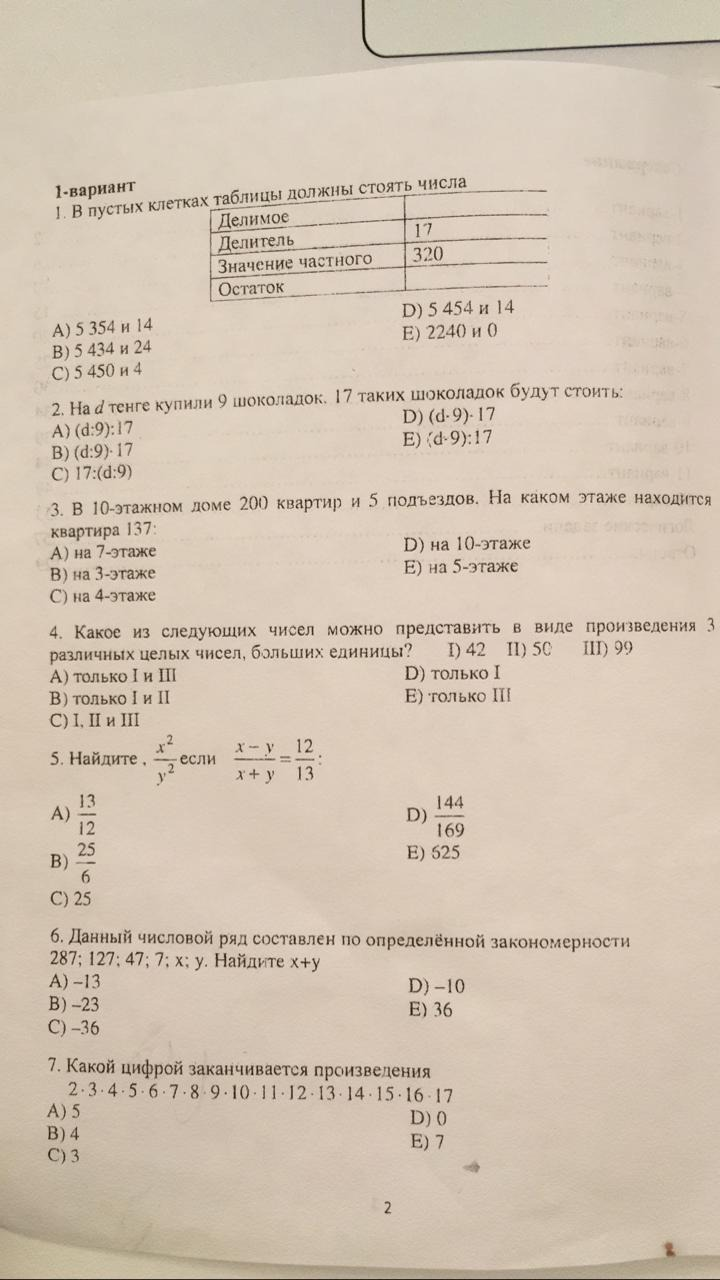 1-вариант
1. В пустых клетках таблицы должны стоять числа
Делимое
Делитель 17
Значение частного 320
Остаток
A) 5 354 и 14
D) 5 454 и 14
B) 5 434 и 24
E) 2240 и 0
C) 5 450 и 4
2. На d тенге купили 9 шоколадок. 17 таких шоколадок будут стоить:
A) (d:9):17
D) (d·9)·17
B) (d:9)·17
E) (d·9):17
C) 17:(d:9)
3. В 10-этажном доме 200 квартир и 5 подъездов. На каком этаже находится
квартира 137:
A) на 7-этаже
D) на 10-этаже
B) на 3-этаже
E) на 5-этаже
C) на 4-этаже
4. Какое из следующих чисел можно представить в виде произведения 3
различных целых чисел, больших единицы? I) 42 II) 50 III) 99
A) только I и III
D) только I
B) только I и II
E) только III
C) I, II и III
5. Найдите , x²/y² если (x − y)/(x + y) = 12/13 :
A) 13/12
D) 144/169
B) 25/6
E) 625
C) 25
6. Данный числовой ряд составлен по определённой закономерности
287; 127; 47; 7; x; y. Найдите x+y
A) –13
D) –10
B) –23
E) 36
C) –36
7. Какой цифрой заканчивается произведения
2·3·4·5·6·7·8·9·10·11·12·13·14·15·16·17
A) 5
D) 0
B) 4
E) 7
C) 3
2